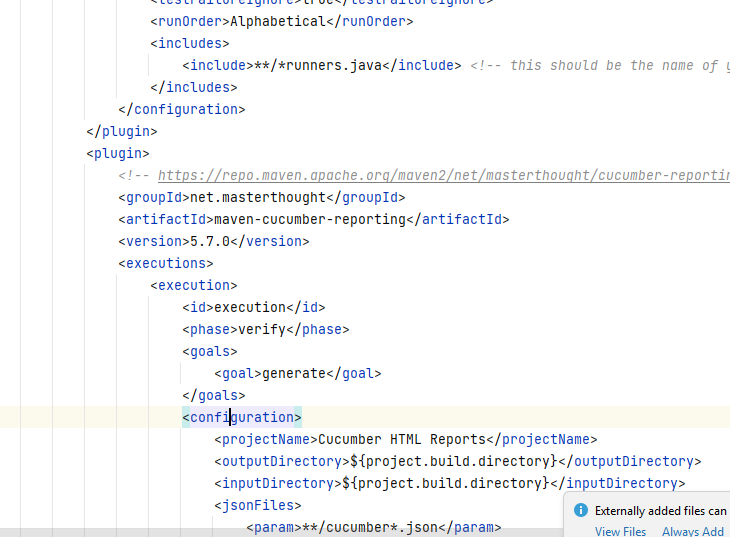 <testFailureIgnore>true</testFailureIgnore>
<runOrder>Alphabetical</runOrder>
<includes>
<include>**/*runners.java</include> <!-- this should be the name of y
</includes>
</configuration>
</plugin>
<plugin>
<!-- https://repo.maven.apache.org/maven2/net/masterthought/cucumber-reportin
<groupId>net.masterthought</groupId>
<artifactId>maven-cucumber-reporting</artifactId>
<version>5.7.0</version>
<executions>
<execution>
<id>execution</id>
<phase>verify</phase>
<goals>
<goal>generate</goal>
</goals>
<configuration>
<projectName>Cucumber HTML Reports</projectName>
<outputDirectory>${project.build.directory}</outputDirectory>
<inputDirectory>${project.build.directory}</inputDirectory>
<jsonFiles>
<param>**/cucumber*.json</param>
Externally added files can
View Files Always Add